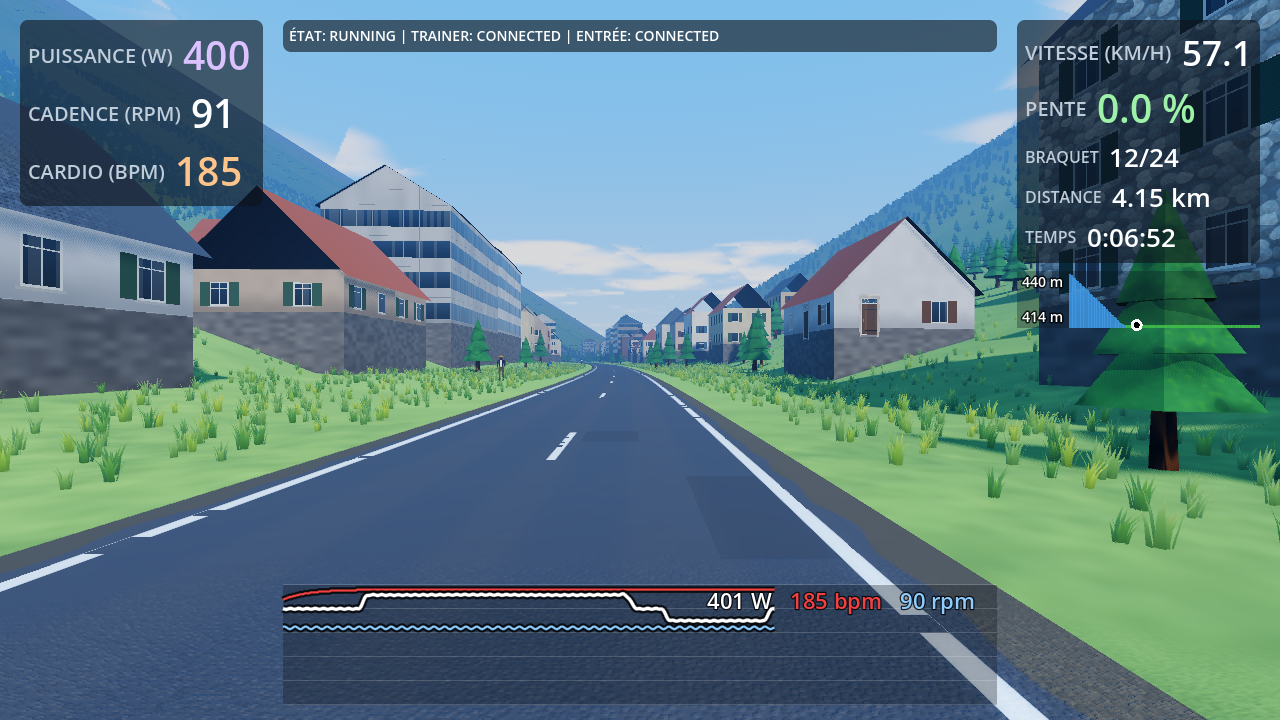 PUISSANCE (W) 400
CADENCE (RPM) 91
CARDIO (BPM) 185
ÉTAT: RUNNING | TRAINER: CONNECTED | ENTRÉE: CONNECTED
VITESSE (KM/H) 57.1
PENTE 0.0 %
BRAQUET 12/24
DISTANCE 4.15 km
TEMPS 0:06:52
440 m
414 m
401 W 185 bpm 90 rpm